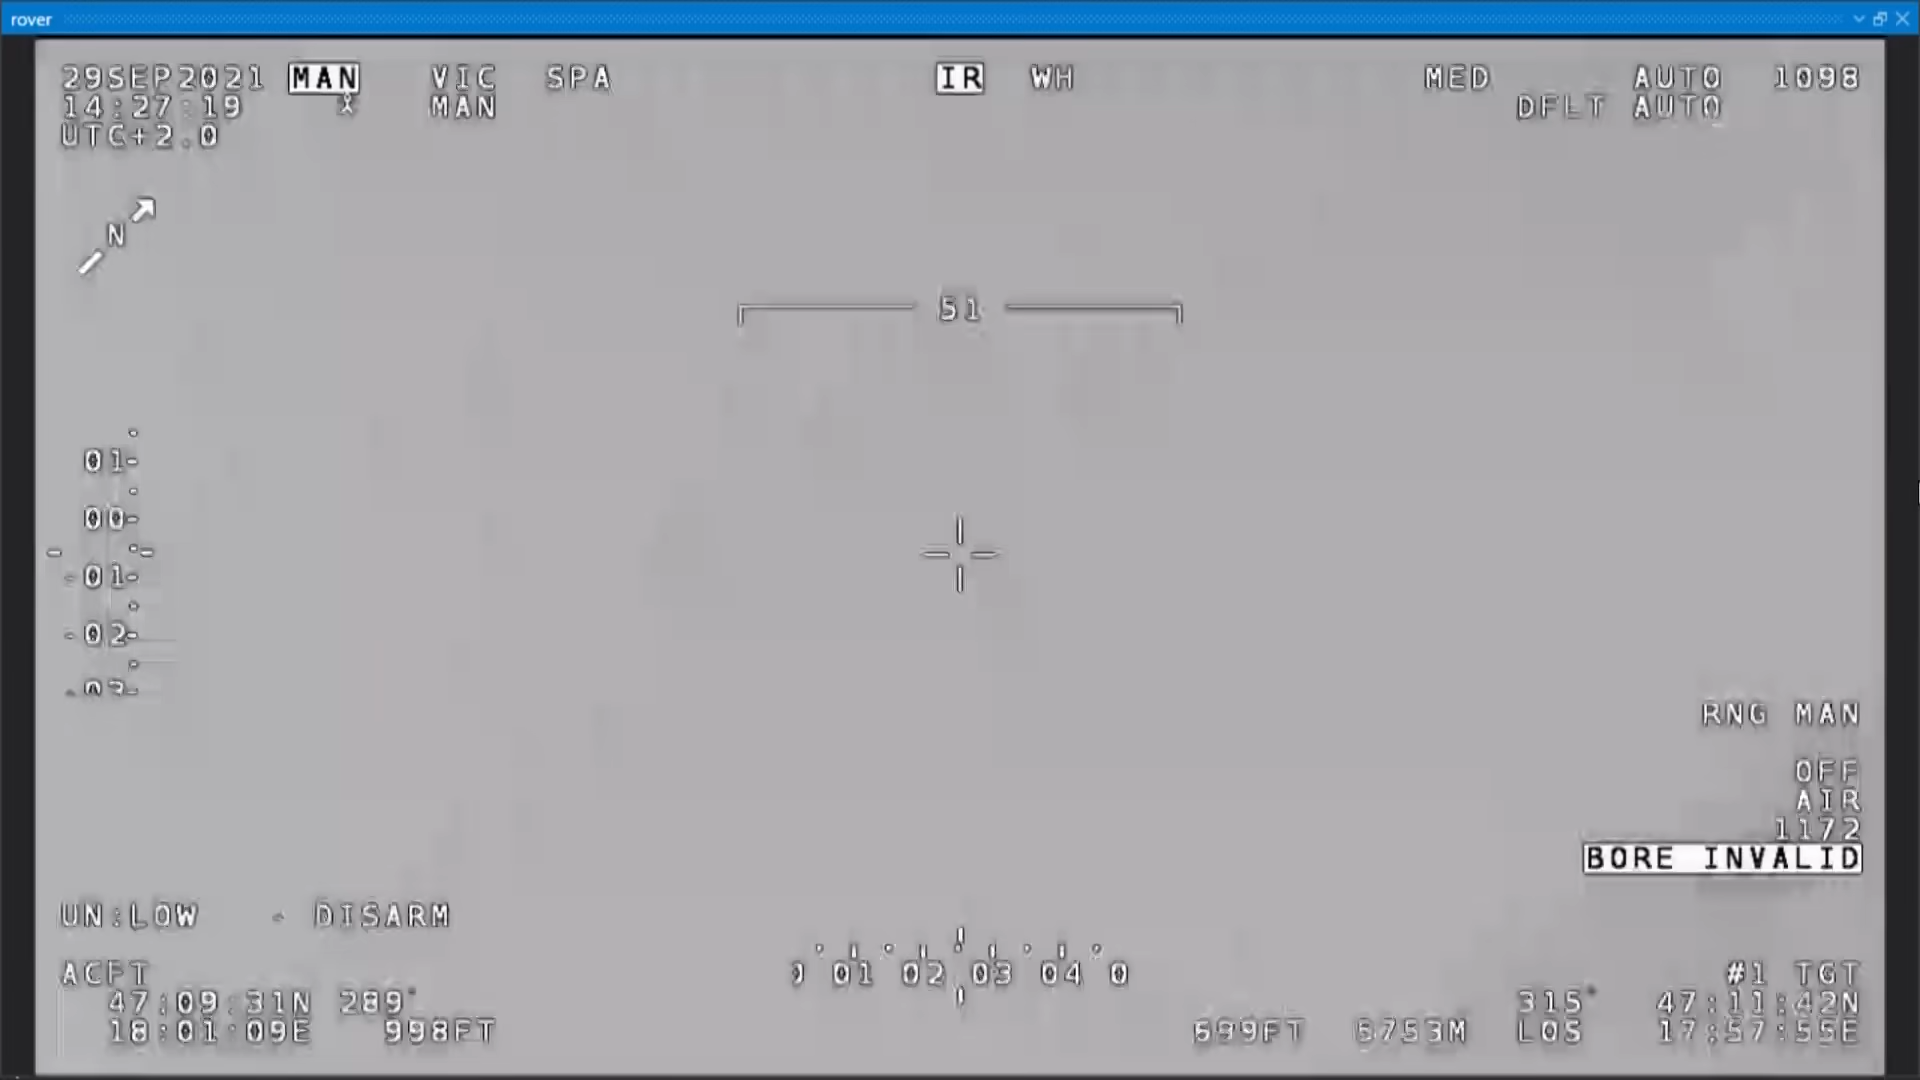 rover
29SEP2021 MAN VIC SPA IR WH MED AUTO 1098
14:27:19 MAN DFLT AUTO
UTC+2.0
N
51
01
00
-01
-02
RNG MAN
OFF
AIR
1172
BORE INVALID
UN:LOW - DISARM
01 02 03 04 0
ACFT #1 TGT
47:09:31N 289° 315° 47:11:42N
18:01:09E 998FT 699FT LOS 17:57:55E